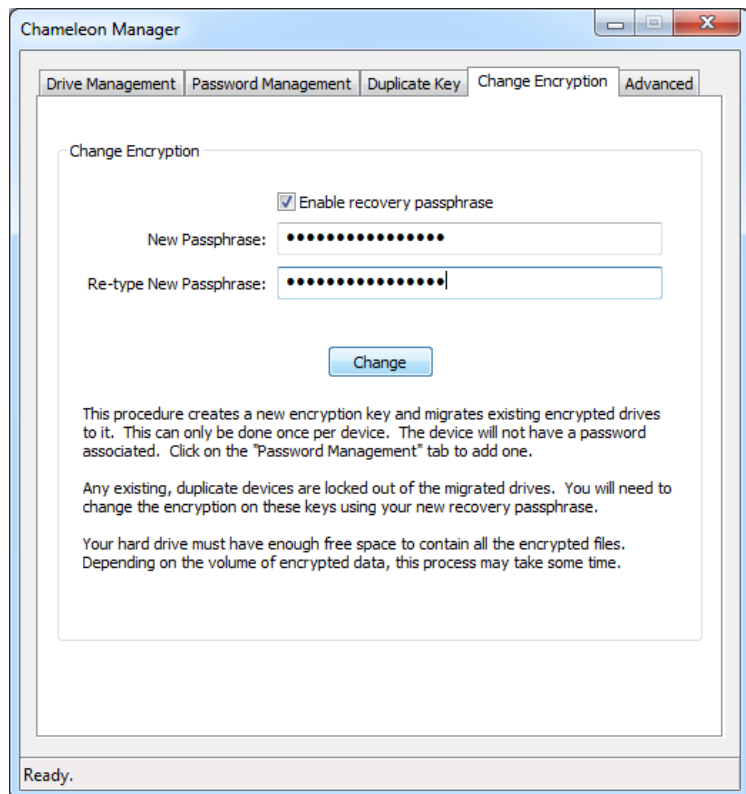 Chameleon Manager
Drive Management Password Management Duplicate Key Change Encryption Advanced
Change Encryption
Enable recovery passphrase
New Passphrase: ••••••••••••••••
Re-type New Passphrase: ••••••••••••••••
Change
This procedure creates a new encryption key and migrates existing encrypted drives
to it.  This can only be done once per device.  The device will not have a password
associated.  Click on the "Password Management" tab to add one.
Any existing, duplicate devices are locked out of the migrated drives.  You will need to
change the encryption on these keys using your new recovery passphrase.
Your hard drive must have enough free space to contain all the encrypted files.
Depending on the volume of encrypted data, this process may take some time.
Ready.